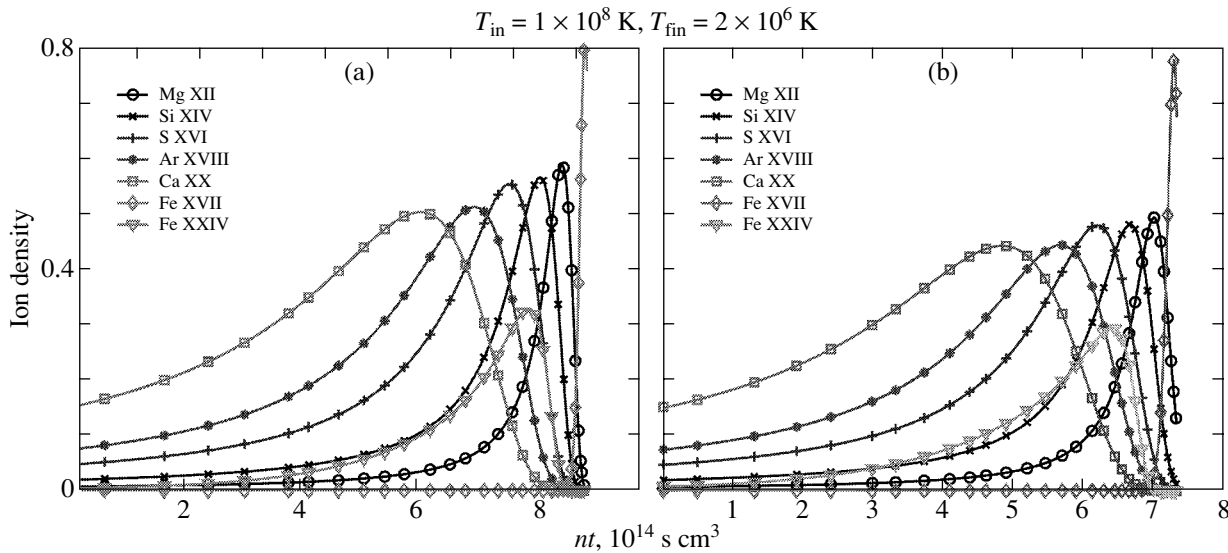 T_in = 1 × 10^8 K, T_fin = 2 × 10^6 K
(a)
Mg XII
Si XIV
S XVI
Ar XVIII
Ca XX
Fe XVII
Fe XXIV
(b)
Mg XII
Si XIV
S XVI
Ar XVIII
Ca XX
Fe XVII
Fe XXIV
Ion density
0.8
0.4
0
2 4 6 8
1 2 3 4 5 6 7 8
nt, 10^14 s cm^3